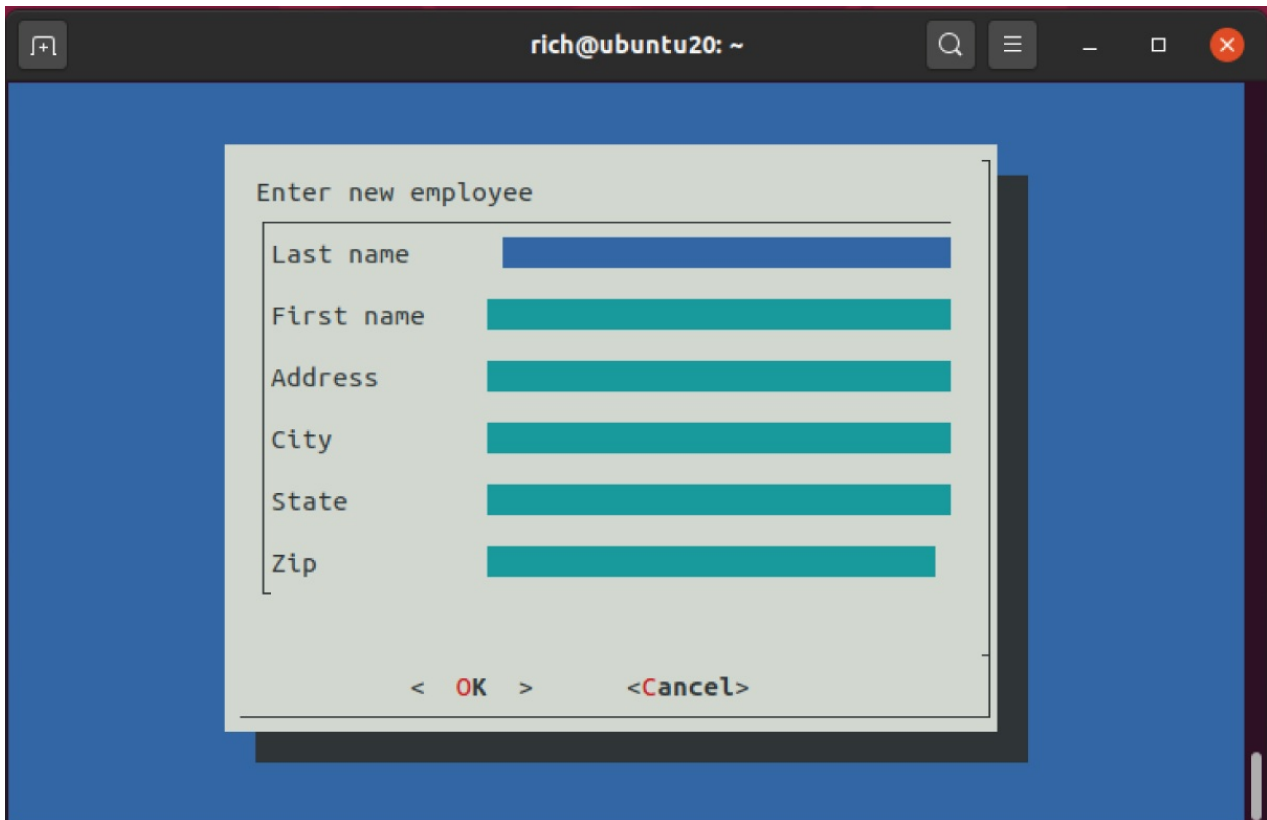 rich@ubuntu20: ~
Enter new employee
Last name
First name
Address
City
State
Zip
< OK > <Cancel>